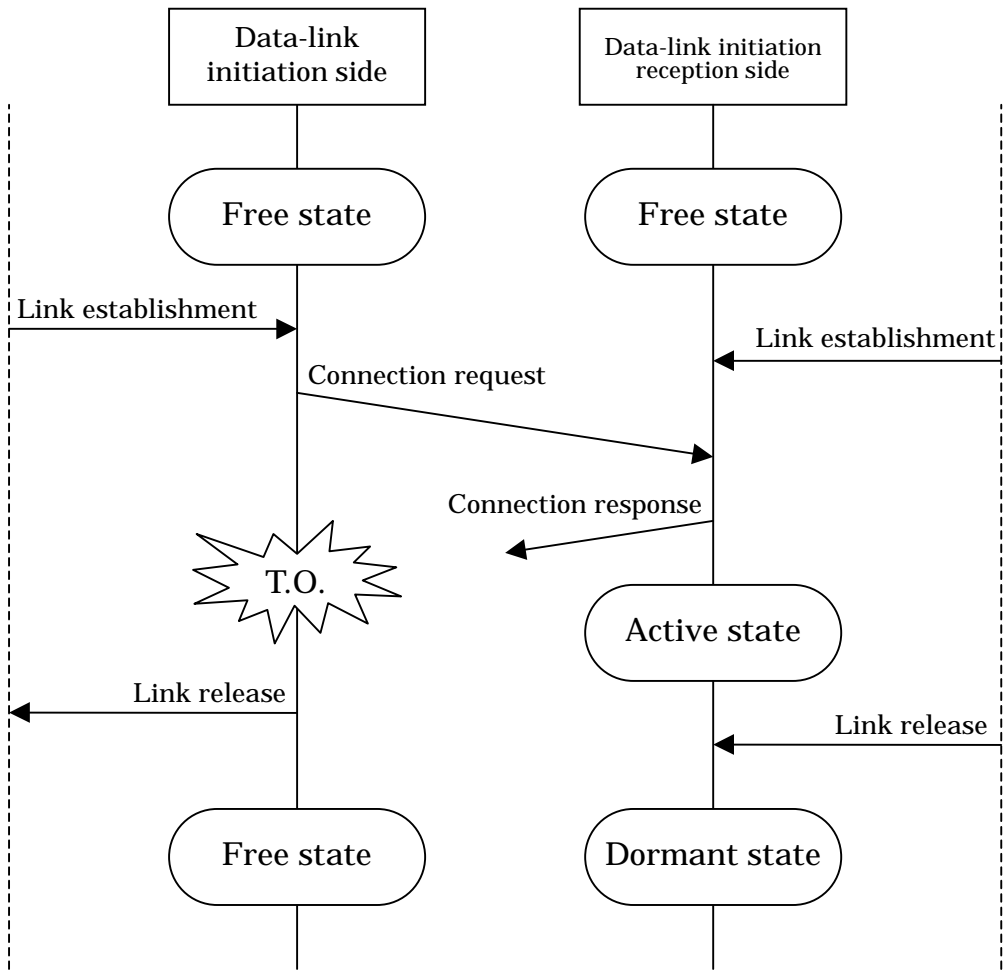 Data-link
initiation side
Data-link initiation
reception side
Free state
Free state
Link establishment
Link establishment
Connection request
Connection response
T.O.
Active state
Link release
Link release
Free state
Dormant state